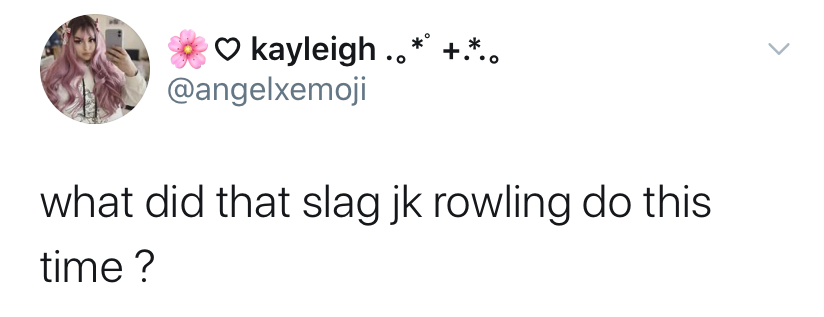 🌸♡ kayleigh .｡*ﾟ+.*.｡
@angelxemoji
what did that slag jk rowling do this
time ?